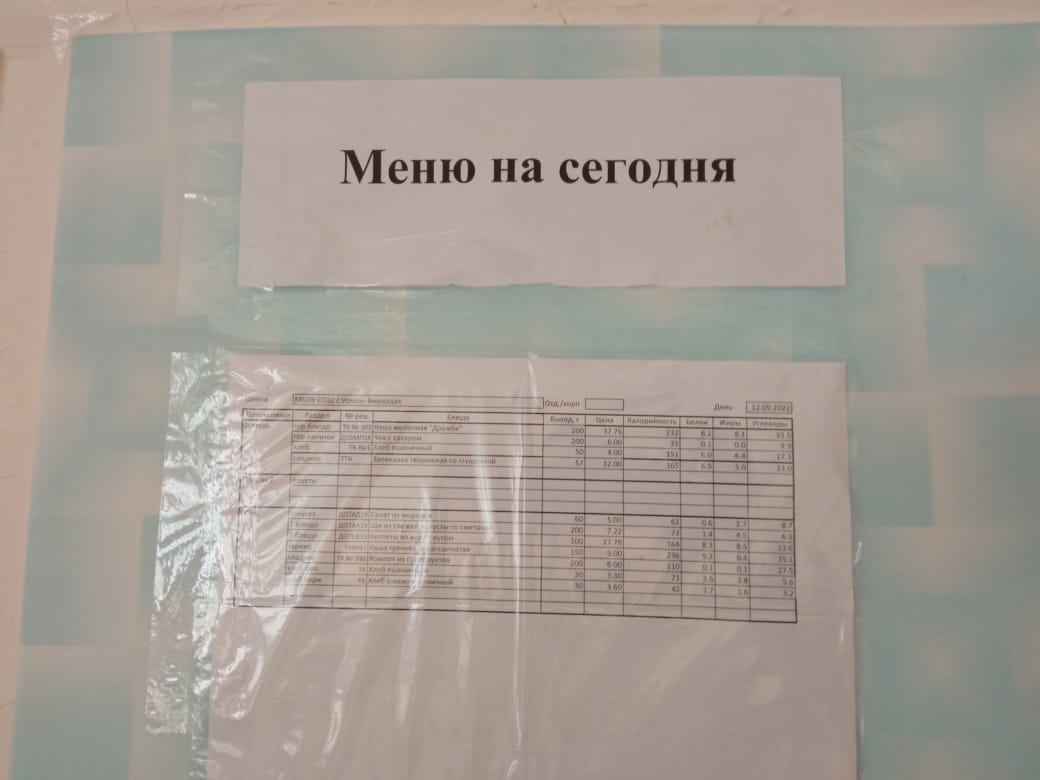 Меню на сегодня
Школа МБОУ СОШ с.Урман- Бишкадак Отд./корп День 12.09.2022
Прием пищи Раздел № рец. Блюдо Выход, г Цена Калорийность Белки Жиры Углеводы
Завтрак гор.блюдо ТК № 302 Каша молочная "Дружба" 200 37.76 232 6.2 8.1 33.5
гор.напиток Чай с сахаром 200 6.00 35 0.1 0.0 9.9
хлеб ТК №1 Хлеб пшеничный 50 4.00 151 6.0 6.4 17.3
сладкое ТТК Запеканка творожная со сгущенкой 57 12.00 165 6.9 5.0 23.0
фрукты
закуска Салат из моркови 60 5.00 62 0.6 2.7 8.7
1 блюдо Щи из свежей капусты со сметаной 200 7.22 73 1.4 4.5 6.8
2 блюдо Котлеты из кур с соусом 100 27.78 164 8.3 8.5 13.6
гарнир Каша гречневая рассыпчатая 150 9.00 236 9.2 6.4 35.1
сладкое Компот из сухофруктов 200 6.00 110 0.1 0.1 27.5
Хлеб пшеничный 30 3.30 71 3.6 3.8 5.6
Хлеб ржано-пшеничный 30 3.60 42 3.7 1.6 3.2